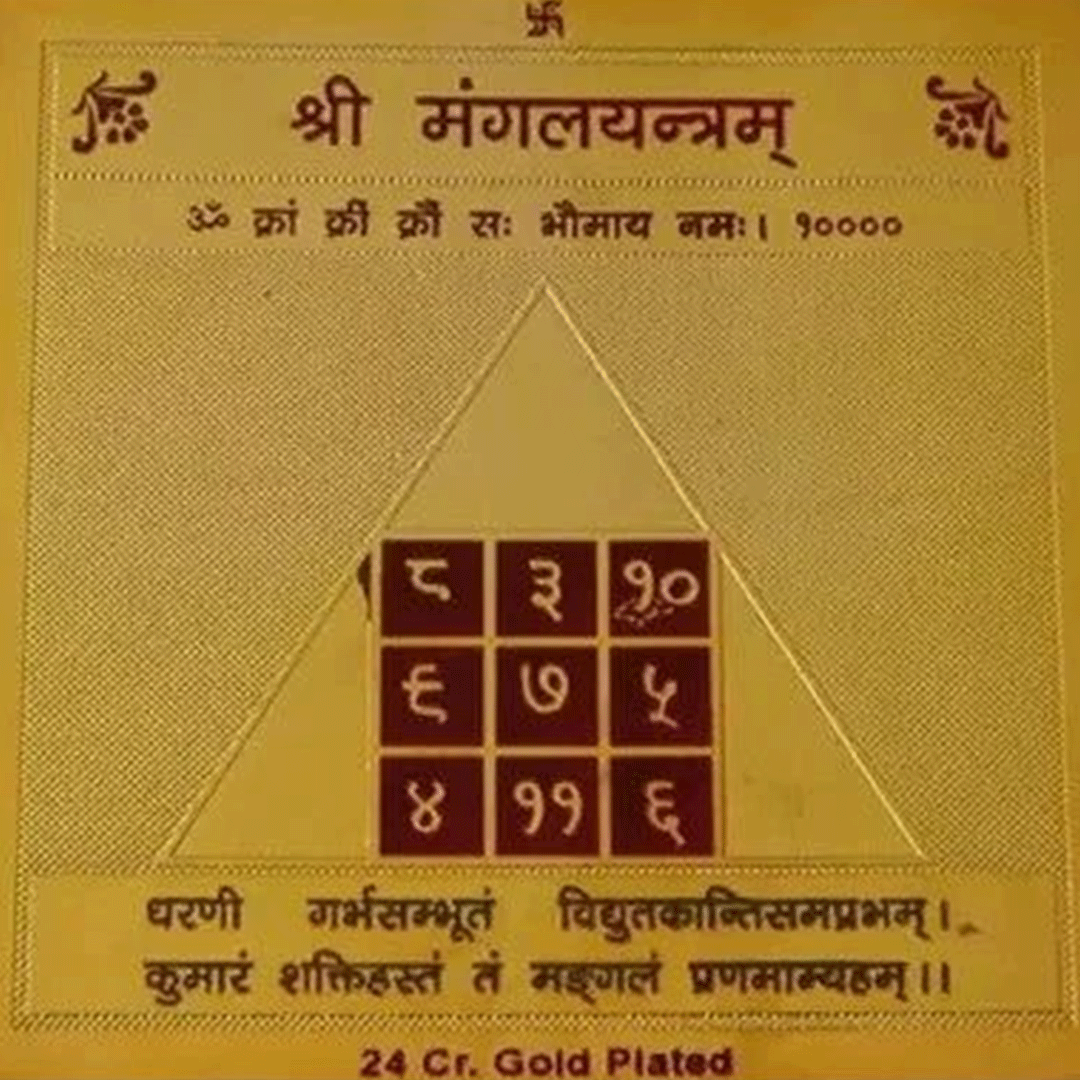 श्री मंगलयन्त्रम्
ॐ क्रां क्रीं क्रौं सः भौमाय नमः। १००००
८ ३ १०
९ ७ ५
४ ११ ६
धरणी गर्भसम्भूतं विद्युतकान्तिसमप्रभम्।
कुमारं शक्तिहस्तं तं मङ्गलं प्रणमाम्यहम्।।
24 Cr. Gold Plated